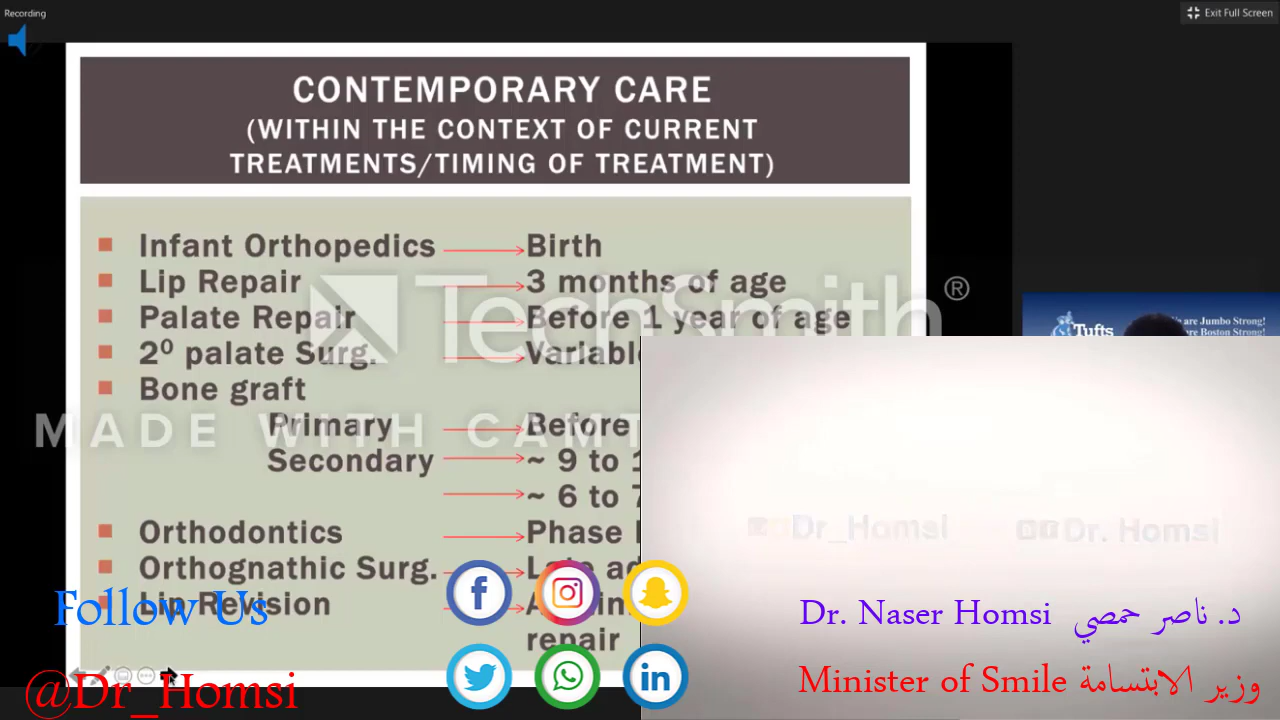 Recording
Exit Full Screen
CONTEMPORARY CARE
(WITHIN THE CONTEXT OF CURRENT
TREATMENTS/TIMING OF TREATMENT)
Infant Orthopedics Birth
Lip Repair 3 months of age
Palate Repair Before 1 year of age
2⁰ palate Surg.
Bone graft
Primary Before
Secondary ~ 9 to
~ 6 to 7
Orthodontics Phase
Orthognathic Surg.
Lip Revision
repair
TechSmith ®
MADE WITH
Tufts
are Jumbo Strong!
are Boston Strong!
Dr_Homsi Dr. Homsi
Follow Us
@Dr_Homsi
Dr. Naser Homsi د. ناصر حمصي
Minister of Smile وزير الابتسامة